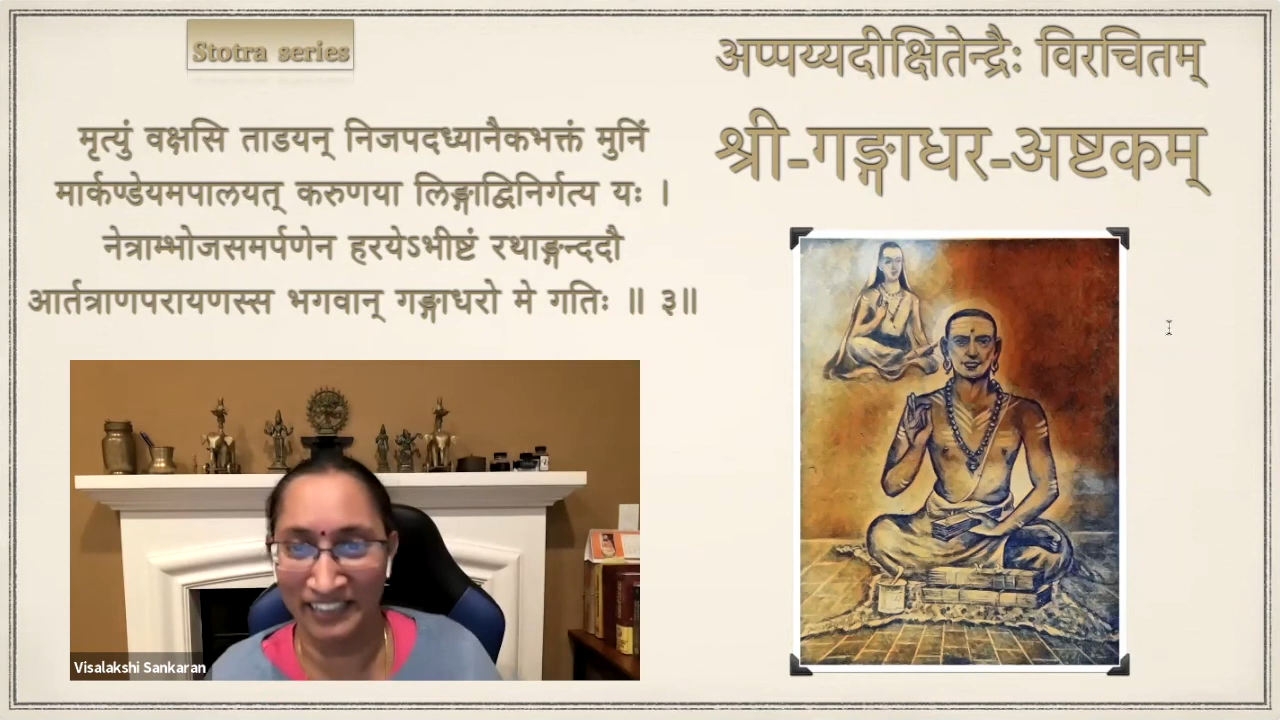 Stotra series
अप्पय्यदीक्षितेन्द्रैः विरचितम्
श्री-गङ्गाधर-अष्टकम्
मृत्युं वक्षसि ताडयन् निजपदध्यानैकभक्तं मुनिं
मार्कण्डेयमपालयत् करुणया लिङ्गाद्विनिर्गत्य यः ।
नेत्राम्भोजसमर्पणेन हरयेऽभीष्टं रथाङ्गन्ददौ
आर्तत्राणपरायणस्स भगवान् गङ्गाधरो मे गतिः ॥ ३॥
Visalakshi Sankaran